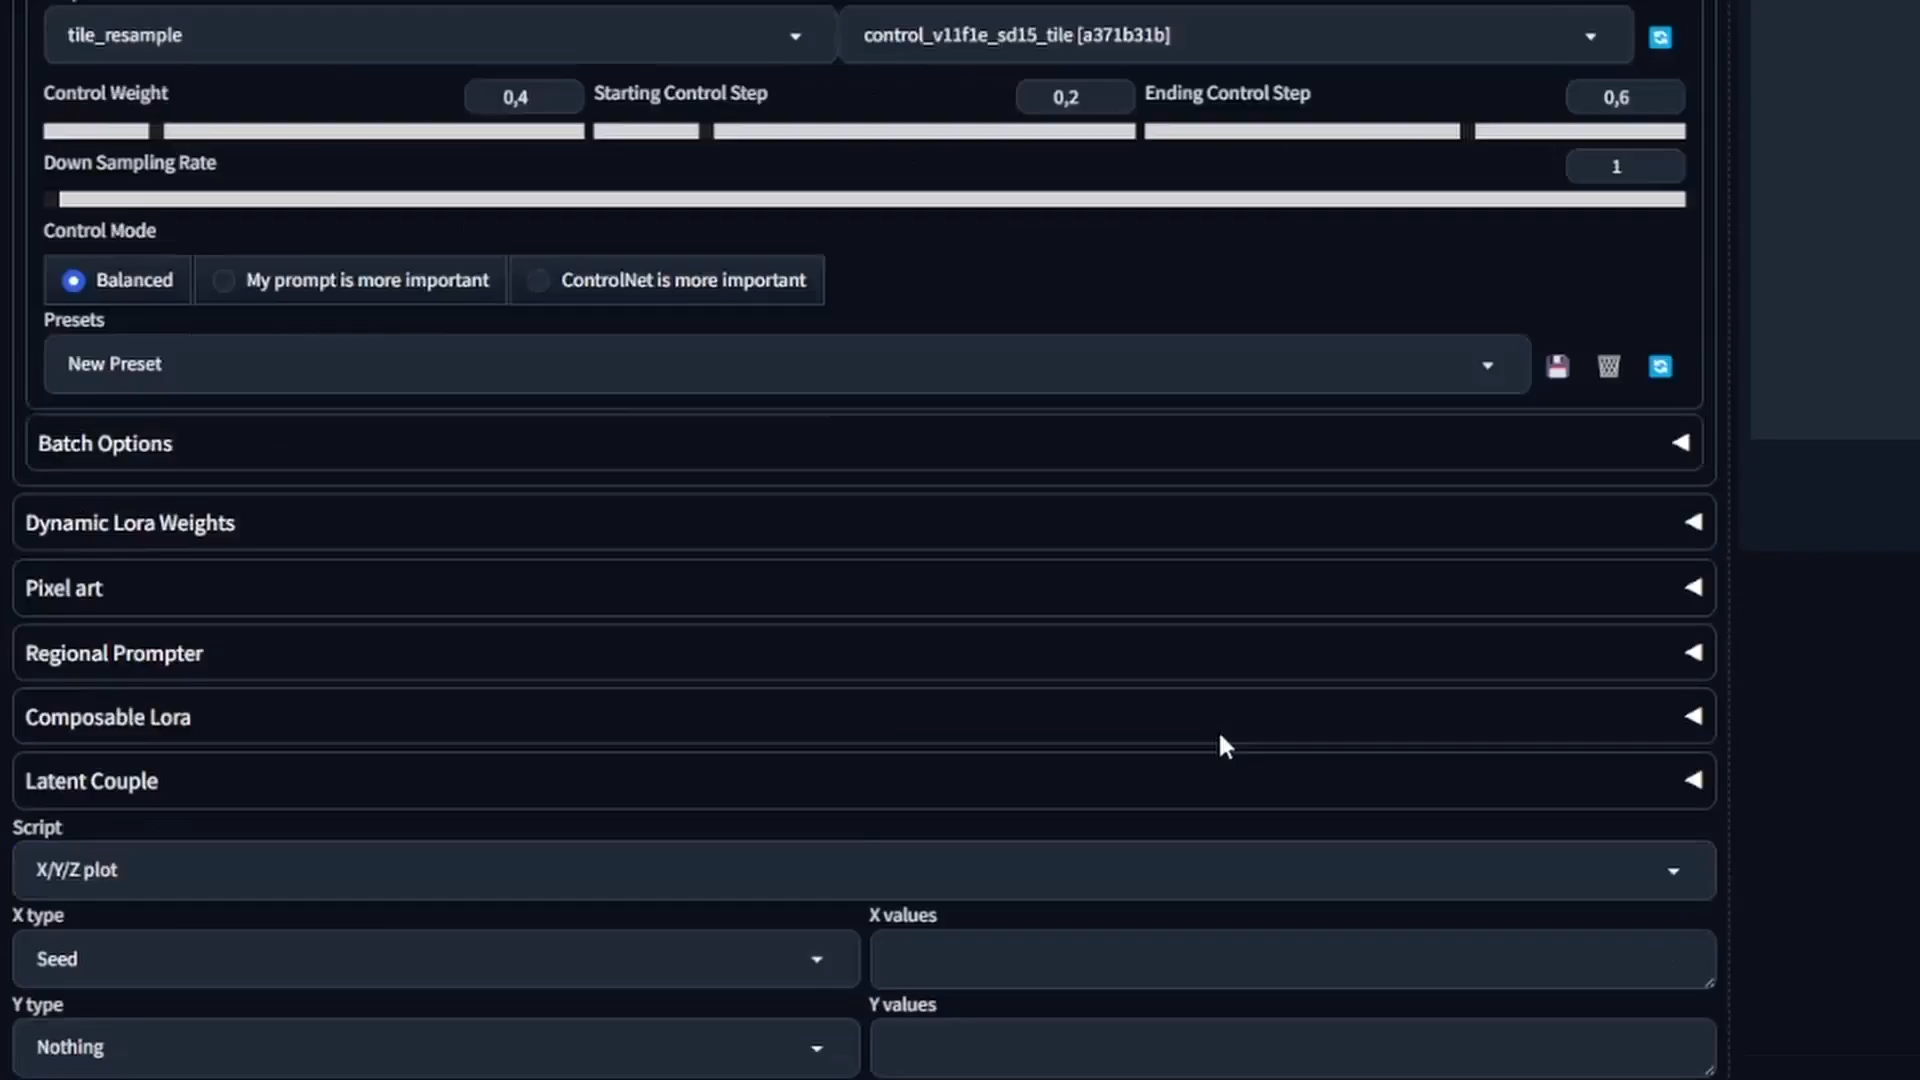 tile_resample control_v11f1e_sd15_tile [a371b31b]
Control Weight 0,4 Starting Control Step 0,2 Ending Control Step 0,6
Down Sampling Rate 1
Control Mode
Balanced My prompt is more important ControlNet is more important
Presets
New Preset
Batch Options
Dynamic Lora Weights
Pixel art
Regional Prompter
Composable Lora
Latent Couple
Script
X/Y/Z plot
X type X values
Seed
Y type Y values
Nothing